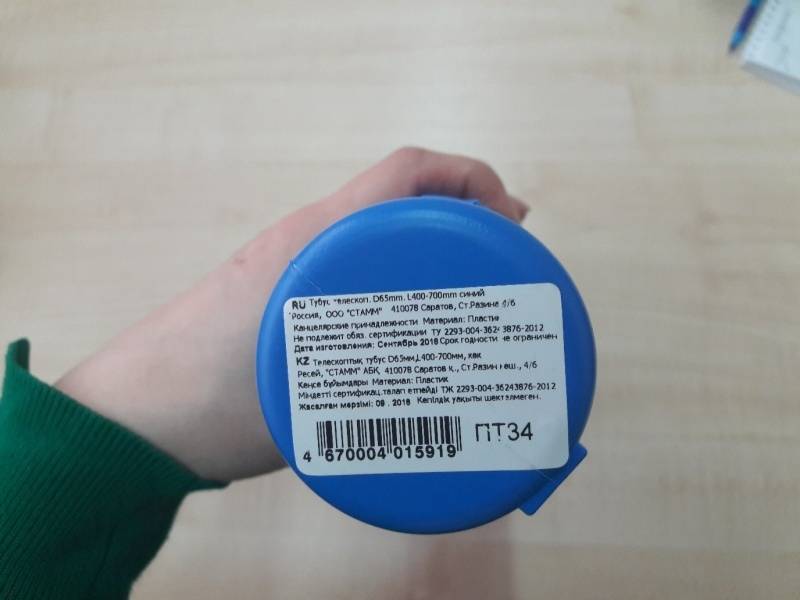 RU Тубус телескоп. D65mm. L400-700mm синий
Россия, ООО "СТАММ" 410078 Саратов, Ст.Разина 4/6
Канцелярские принадлежности Материал: Пластик
Не подлежит обяз. сертификации ТУ 2293-004-36243876-2012
Дата изготовления: Сентябрь 2018 Срок годности не ограничен
KZ Телескоптық тубус D65мм,L400-700мм, көк
Ресей, "СТАММ" АБҚ, 410078 Саратов қ., Ст.Разин көш., 4/6
Кеңсе бұйымдары Материал: Пластик
Міндетті сертификац.талап етпейді ТЖ 2293-004-36243876-2012
Жасалған мерзімі: 09 . 2018 Кепілдік уақыты шектелмеген.
4 670004 015919 ПТ34